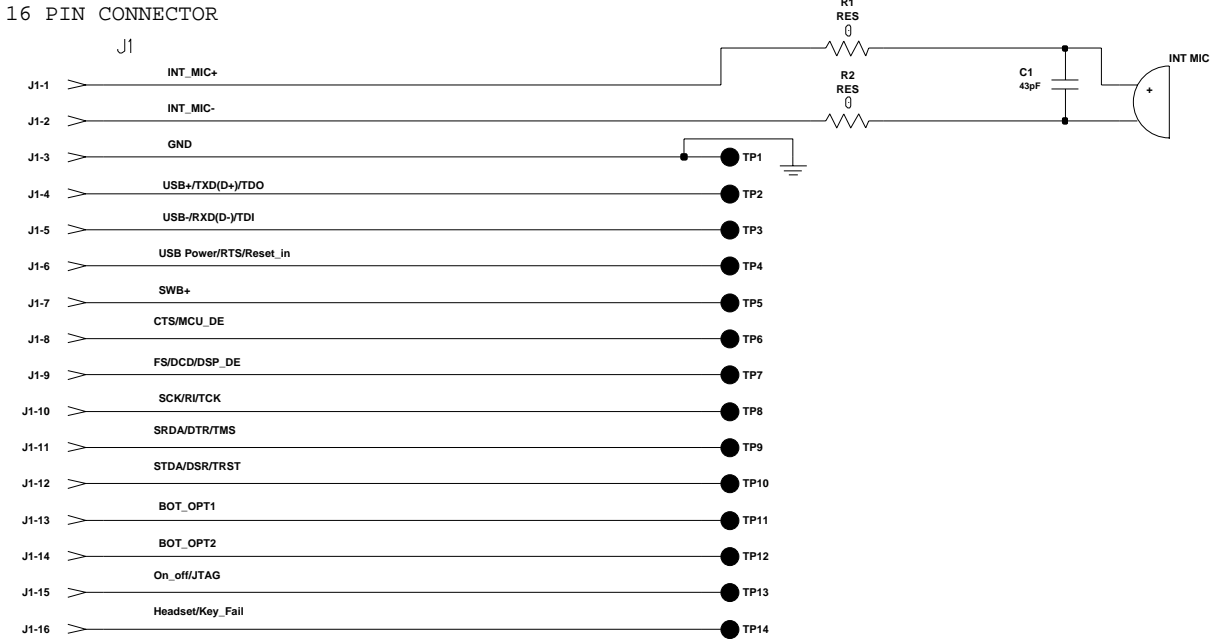 16 PIN CONNECTOR
J1
R1
RES
0
INT MIC
J1-1 INT_MIC+
R2
RES
0
C1
43pF
+
J1-2 INT_MIC-
J1-3 GND TP1
J1-4 USB+/TXD(D+)/TDO TP2
J1-5 USB-/RXD(D-)/TDI TP3
J1-6 USB Power/RTS/Reset_in TP4
J1-7 SWB+ TP5
J1-8 CTS/MCU_DE TP6
J1-9 FS/DCD/DSP_DE TP7
J1-10 SCK/RI/TCK TP8
J1-11 SRDA/DTR/TMS TP9
J1-12 STDA/DSR/TRST TP10
J1-13 BOT_OPT1 TP11
J1-14 BOT_OPT2 TP12
J1-15 On_off/JTAG TP13
J1-16 Headset/Key_Fail TP14